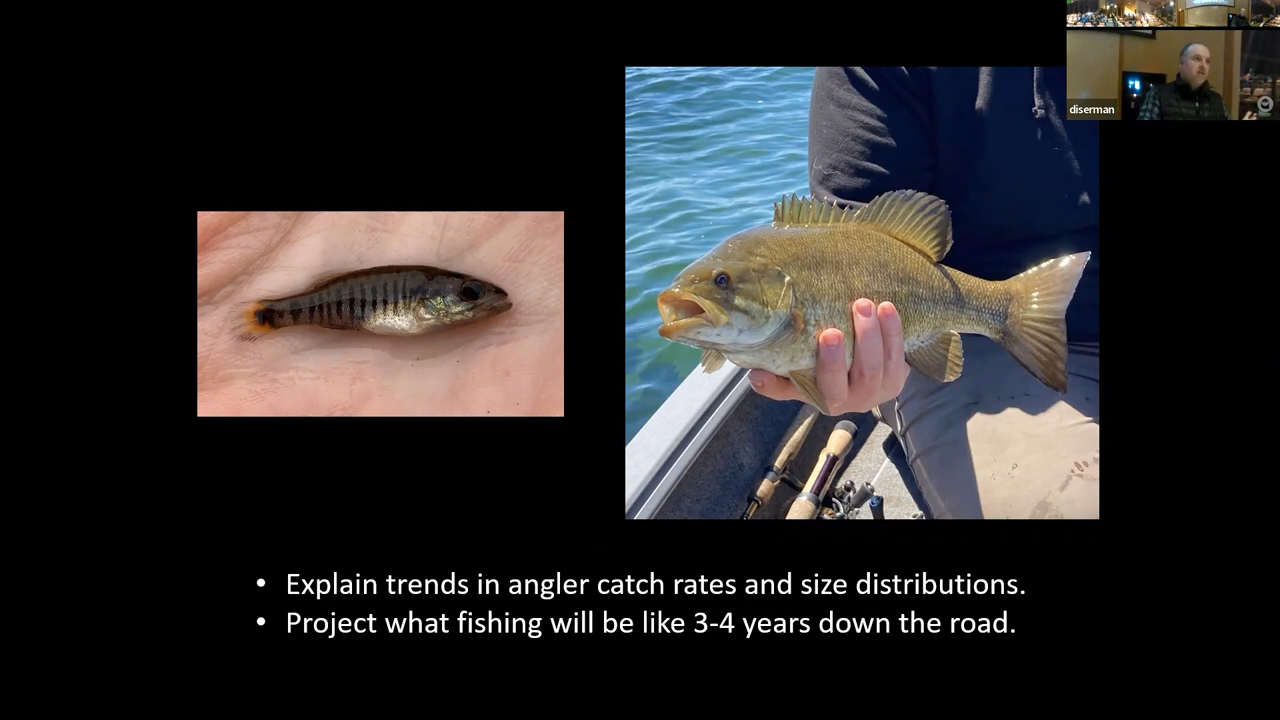 diserman
• Explain trends in angler catch rates and size distributions.
• Project what fishing will be like 3-4 years down the road.